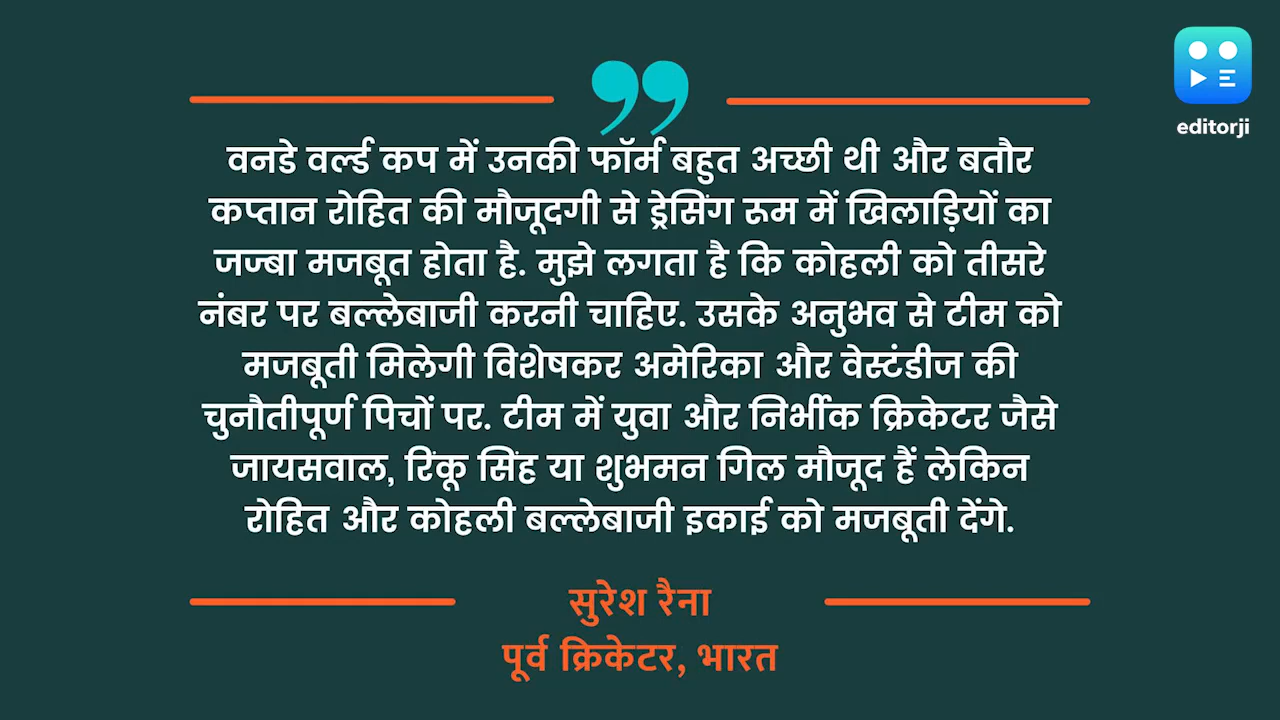 editorji
वनडे वर्ल्ड कप में उनकी फॉर्म बहुत अच्छी थी और बतौर
कप्तान रोहित की मौजूदगी से ड्रेसिंग रूम में खिलाड़ियों का
जज्बा मजबूत होता है. मुझे लगता है कि कोहली को तीसरे
नंबर पर बल्लेबाजी करनी चाहिए. उसके अनुभव से टीम को
मजबूती मिलेगी विशेषकर अमेरिका और वेस्टंडीज की
चुनौतीपूर्ण पिचों पर. टीम में युवा और निर्भीक क्रिकेटर जैसे
जायसवाल, रिंकू सिंह या शुभमन गिल मौजूद हैं लेकिन
रोहित और कोहली बल्लेबाजी इकाई को मजबूती देंगे.
सुरेश रैना
पूर्व क्रिकेटर, भारत